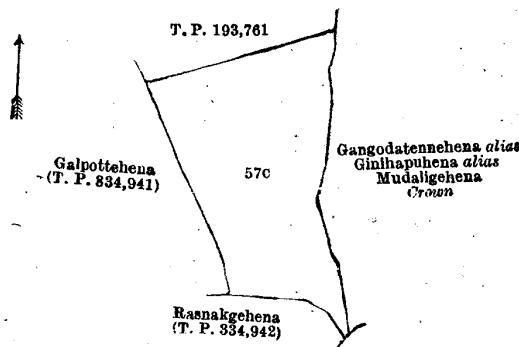 T. P. 193,761
Galpottehena
(T. P. 834,941)
57c
Gangodatennehena alias
Ginihapuhena alias
Mudaligehena
Crown
Rasnakgehena
(T. P. 334,942)